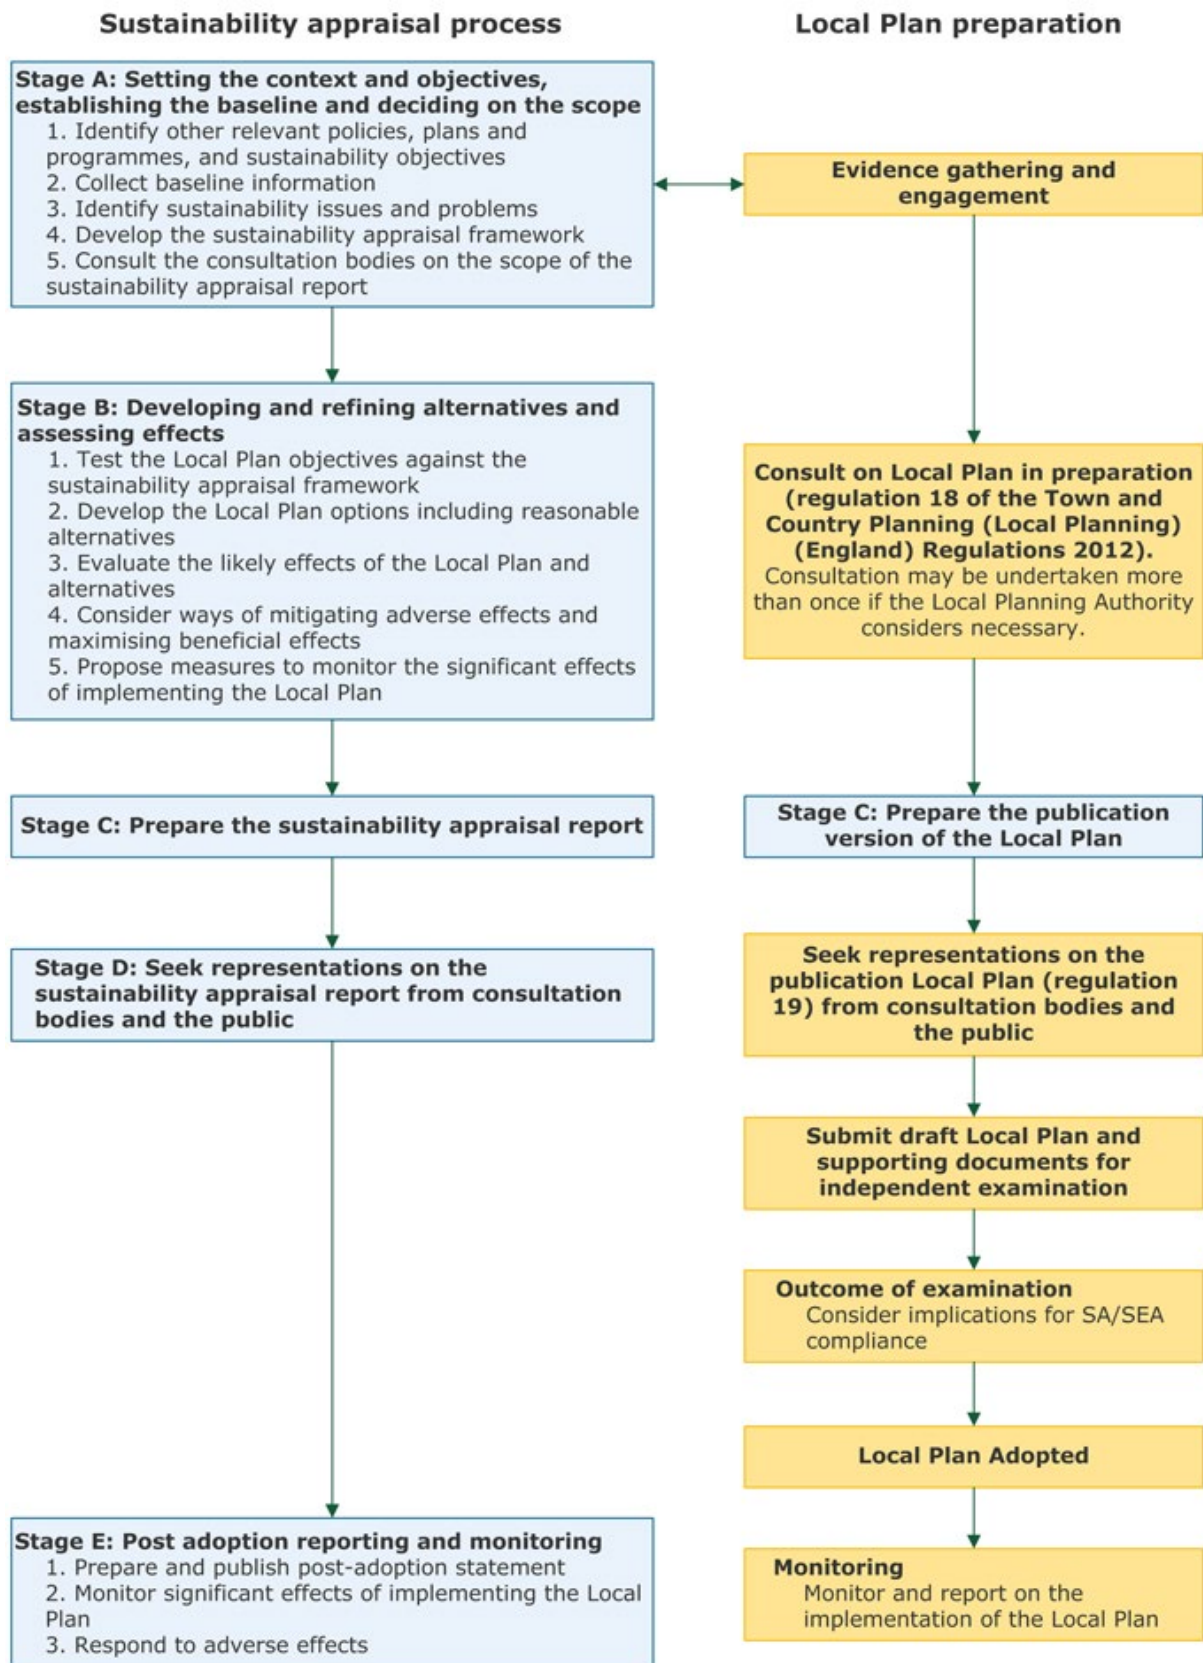 Sustainability appraisal process
Local Plan preparation
Stage A: Setting the context and objectives,
establishing the baseline and deciding on the scope
1. Identify other relevant policies, plans and
programmes, and sustainability objectives
2. Collect baseline information
3. Identify sustainability issues and problems
4. Develop the sustainability appraisal framework
5. Consult the consultation bodies on the scope of the
sustainability appraisal report
Evidence gathering and
engagement
Stage B: Developing and refining alternatives and
assessing effects
1. Test the Local Plan objectives against the
sustainability appraisal framework
2. Develop the Local Plan options including reasonable
alternatives
3. Evaluate the likely effects of the Local Plan and
alternatives
4. Consider ways of mitigating adverse effects and
maximising beneficial effects
5. Propose measures to monitor the significant effects
of implementing the Local Plan
Consult on Local Plan in preparation
(regulation 18 of the Town and
Country Planning (Local Planning)
(England) Regulations 2012).
Consultation may be undertaken more
than once if the Local Planning Authority
considers necessary.
Stage C: Prepare the sustainability appraisal report
Stage C: Prepare the publication
version of the Local Plan
Stage D: Seek representations on the
sustainability appraisal report from consultation
bodies and the public
Seek representations on the
publication Local Plan (regulation
19) from consultation bodies and
the public
Submit draft Local Plan and
supporting documents for
independent examination
Outcome of examination
Consider implications for SA/SEA
compliance
Local Plan Adopted
Stage E: Post adoption reporting and monitoring
1. Prepare and publish post-adoption statement
2. Monitor significant effects of implementing the Local
Plan
3. Respond to adverse effects
Monitoring
Monitor and report on the
implementation of the Local Plan